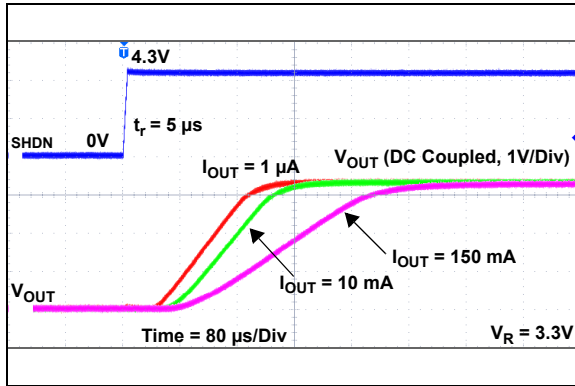 T
4.3V
SHDN
0V
tr = 5 µs
IOUT = 1 µA
VOUT (DC Coupled, 1V/Div)
IOUT = 150 mA
IOUT = 10 mA
VOUT
Time = 80 µs/Div
VR = 3.3V